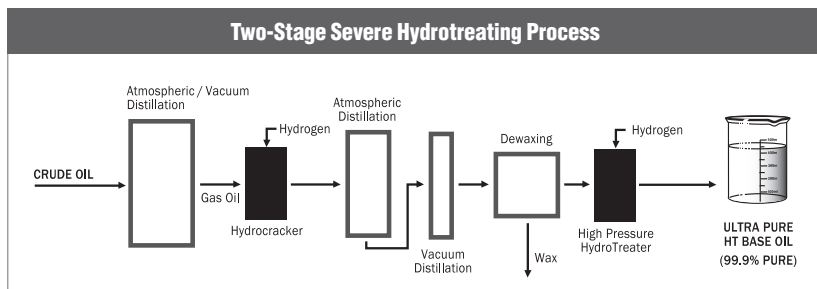 Two-Stage Severe Hydrotreating Process
Atmospheric / Vacuum
Distillation
Hydrogen
Atmospheric
Distillation
Dewaxing
Hydrogen
CRUDE OIL
Gas Oil
Hydrocracker
Vacuum
Distillation
Wax
High Pressure
HydroTreater
ULTRA PURE
HT BASE OIL
(99.9% PURE)